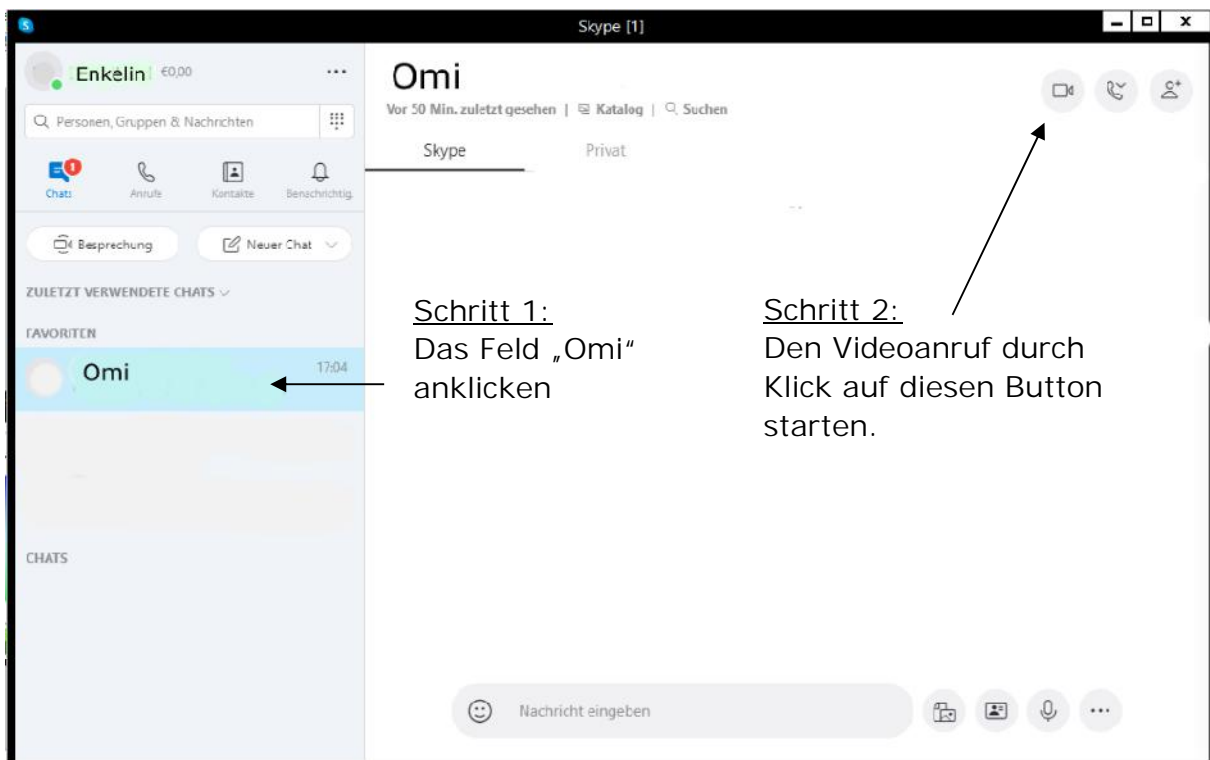 Skype [1]
Enkelin €0,00
Personen, Gruppen & Nachrichten
Chats
1
Anrufe
Kontakte
Benachrichtig.
Besprechung
Neuer Chat
ZULETZT VERWENDETE CHATS
FAVORITEN
Omi
17:04
CHATS
Omi
Vor 50 Min. zuletzt gesehen | Katalog | Suchen
Skype
Privat
Schritt 1:
Das Feld „Omi“
anklicken
Schritt 2:
Den Videoanruf durch
Klick auf diesen Button
starten.
Nachricht eingeben